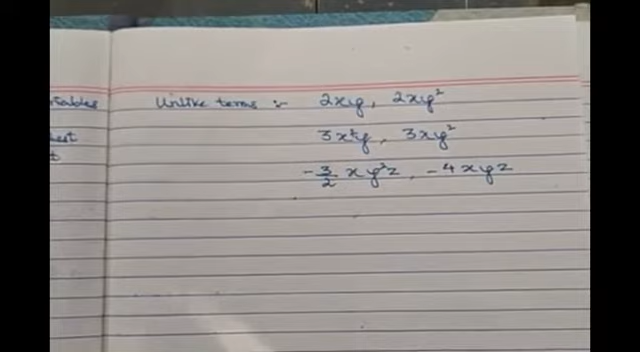 Unlike terms :- 2xy, 2xy²
3x²y, 3xy²
-3/2 xy²z, -4xyz